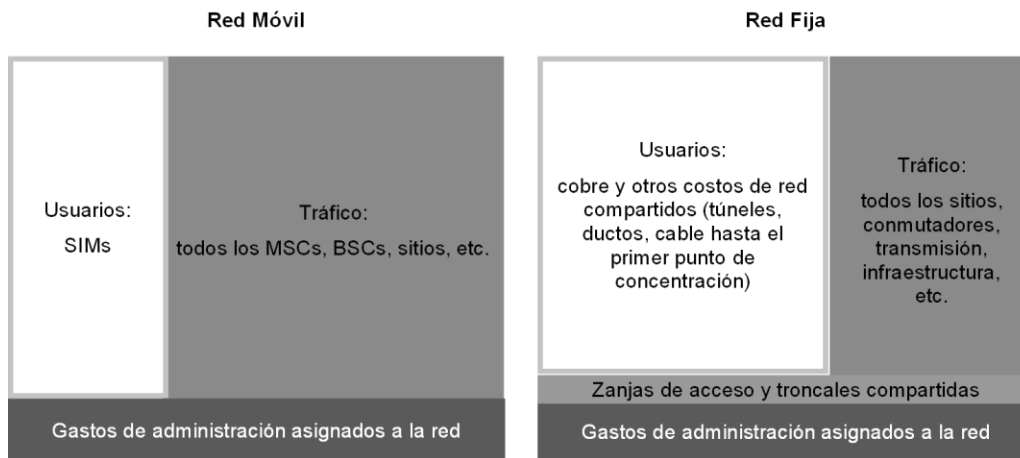 Red Móvil
Usuarios:
SIMs
Tráfico:
todos los MSCs, BSCs, sitios, etc.
Gastos de administración asignados a la red
Red Fija
Usuarios:
cobre y otros costos de red
compartidos (túneles,
ductos, cable hasta el
primer punto de
concentración)
Tráfico:
todos los sitios,
conmutadores,
transmisión,
infraestructura,
etc.
Zanjas de acceso y troncales compartidas
Gastos de administración asignados a la red